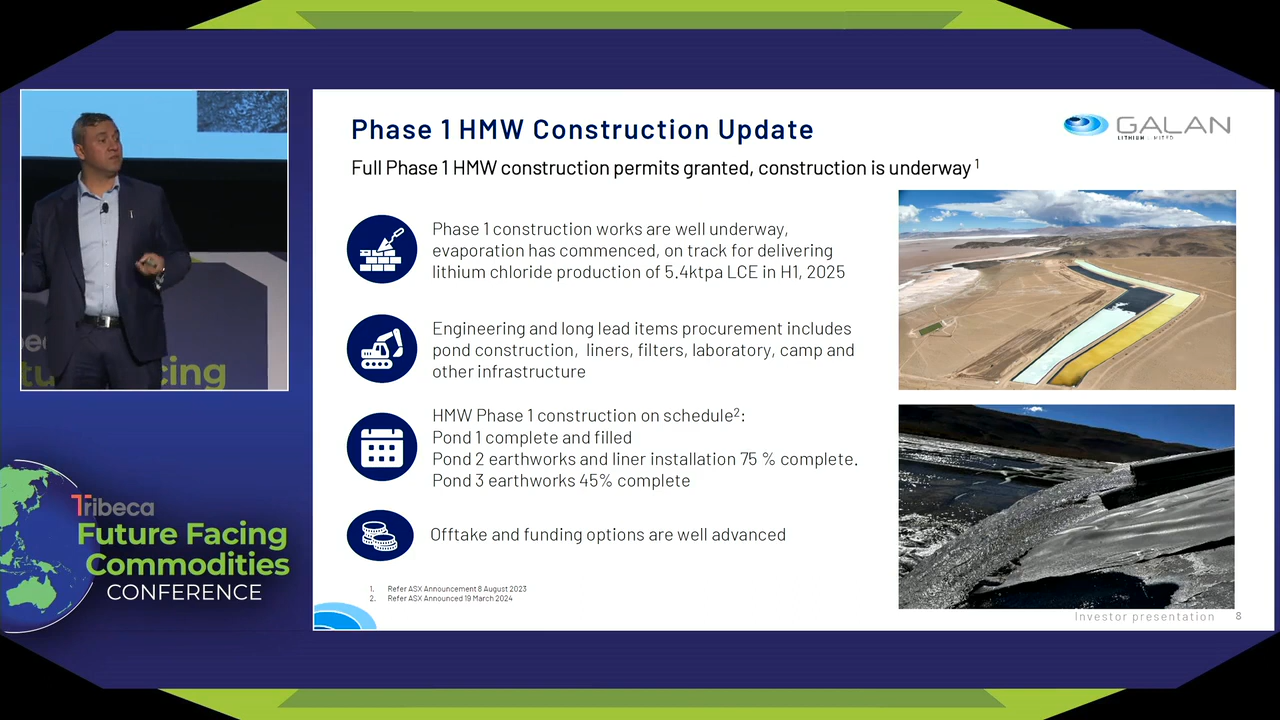 Phase 1 HMW Construction Update
GALAN
LITHIUM LIMITED
Full Phase 1 HMW construction permits granted, construction is underway 1
Phase 1 construction works are well underway,
evaporation has commenced, on track for delivering
lithium chloride production of 5.4ktpa LCE in H1, 2025
Engineering and long lead items procurement includes
pond construction, liners, filters, laboratory, camp and
other infrastructure
HMW Phase 1 construction on schedule2:
Pond 1 complete and filled
Pond 2 earthworks and liner installation 75 % complete.
Pond 3 earthworks 45% complete
Offtake and funding options are well advanced
1. Refer ASX Announcement 8 August 2023
2. Refer ASX Announced 19 March 2024
Investor presentation 8
cing
Tribeca
Future Facing
Commodities
CONFERENCE